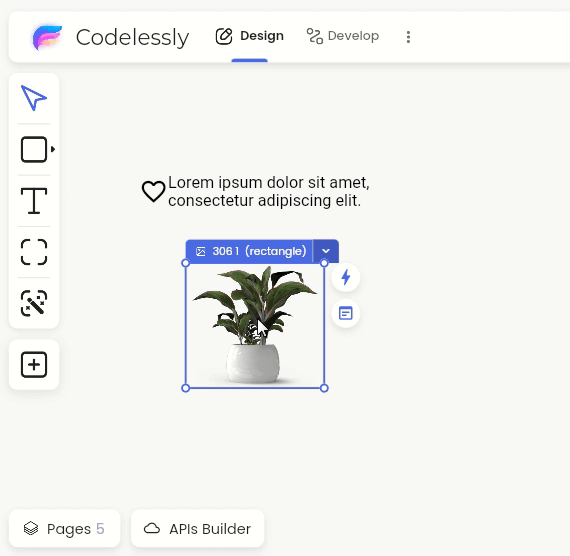 Codelessly
Design
Develop
Lorem ipsum dolor sit amet,
consectetur adipiscing elit.
306 1 (rectangle)
Pages 5
APIs Builder